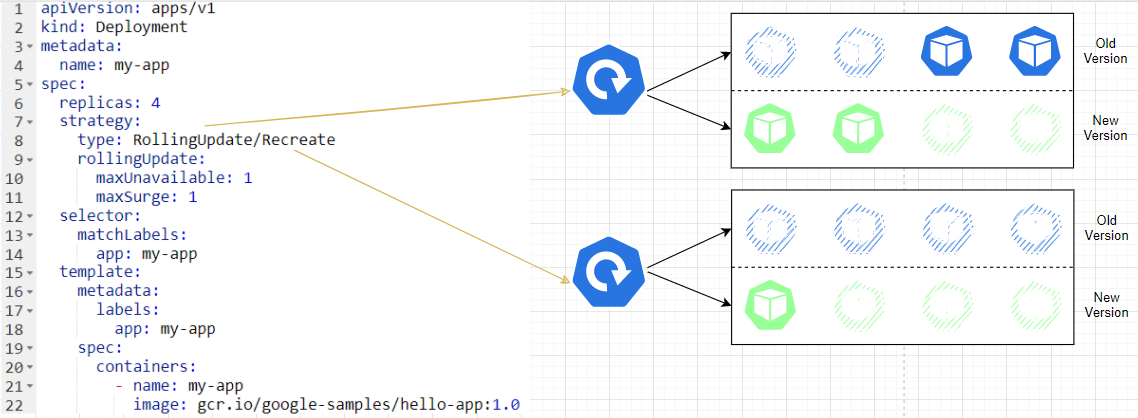 1 apiVersion: apps/v1
2 kind: Deployment
3 metadata:
4 name: my-app
5 spec:
6 replicas: 4
7 strategy:
8 type: RollingUpdate/Recreate
9 rollingUpdate:
10 maxUnavailable: 1
11 maxSurge: 1
12 selector:
13 matchLabels:
14 app: my-app
15 template:
16 metadata:
17 labels:
18 app: my-app
19 spec:
20 containers:
21 - name: my-app
22 image: gcr.io/google-samples/hello-app:1.0
Old
Version
New
Version
Old
Version
New
Version